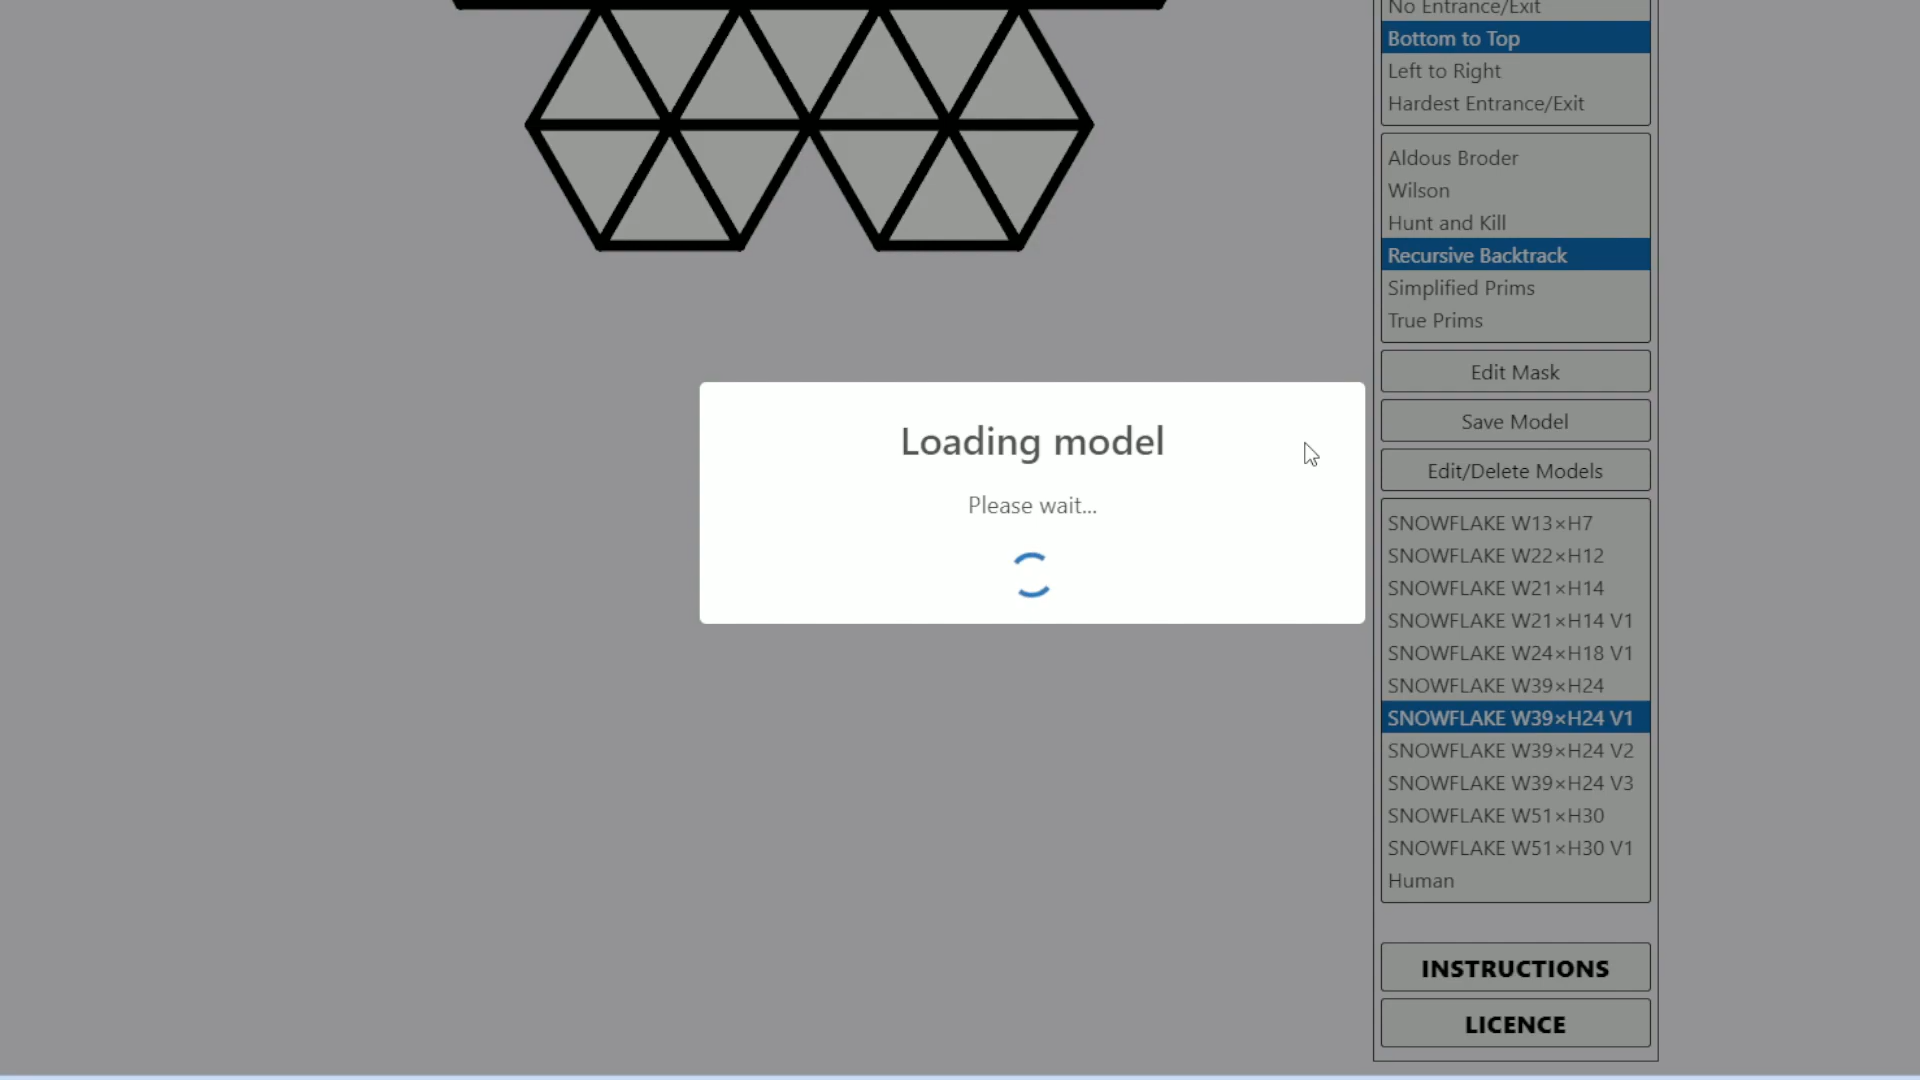 No Entrance/Exit
Bottom to Top
Left to Right
Hardest Entrance/Exit
Aldous Broder
Wilson
Hunt and Kill
Recursive Backtrack
Simplified Prims
True Prims
Edit Mask
Save Model
Edit/Delete Models
Loading model
Please wait...
SNOWFLAKE W13×H7
SNOWFLAKE W22×H12
SNOWFLAKE W21×H14
SNOWFLAKE W21×H14 V1
SNOWFLAKE W24×H18 V1
SNOWFLAKE W39×H24
SNOWFLAKE W39×H24 V1
SNOWFLAKE W39×H24 V2
SNOWFLAKE W39×H24 V3
SNOWFLAKE W51×H30
SNOWFLAKE W51×H30 V1
Human
INSTRUCTIONS
LICENCE